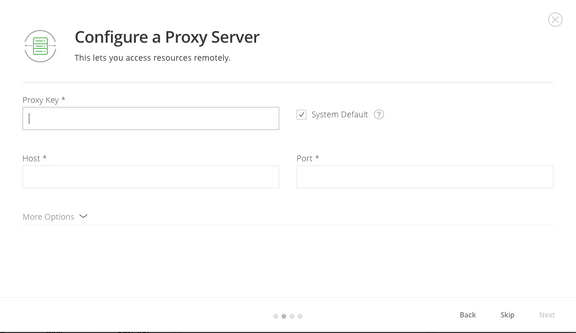 Configure a Proxy Server
This lets you access resources remotely.
Proxy Key *
System Default ?
Host *
Port *
More Options
Back
Skip
Next